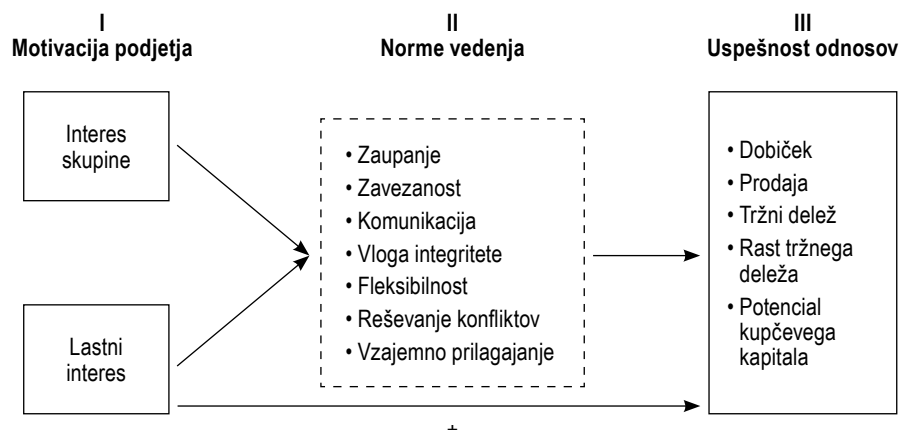 I
Motivacija podjetja
II
Norme vedenja
III
Uspešnost odnosov
Interes
skupine
Lastni
interes
• Zaupanje
• Zavezanost
• Komunikacija
• Vloga integritete
• Fleksibilnost
• Reševanje konfliktov
• Vzajemno prilagajanje
• Dobiček
• Prodaja
• Tržni delež
• Rast tržnega
deleža
• Potencial
kupčevega
kapitala
+